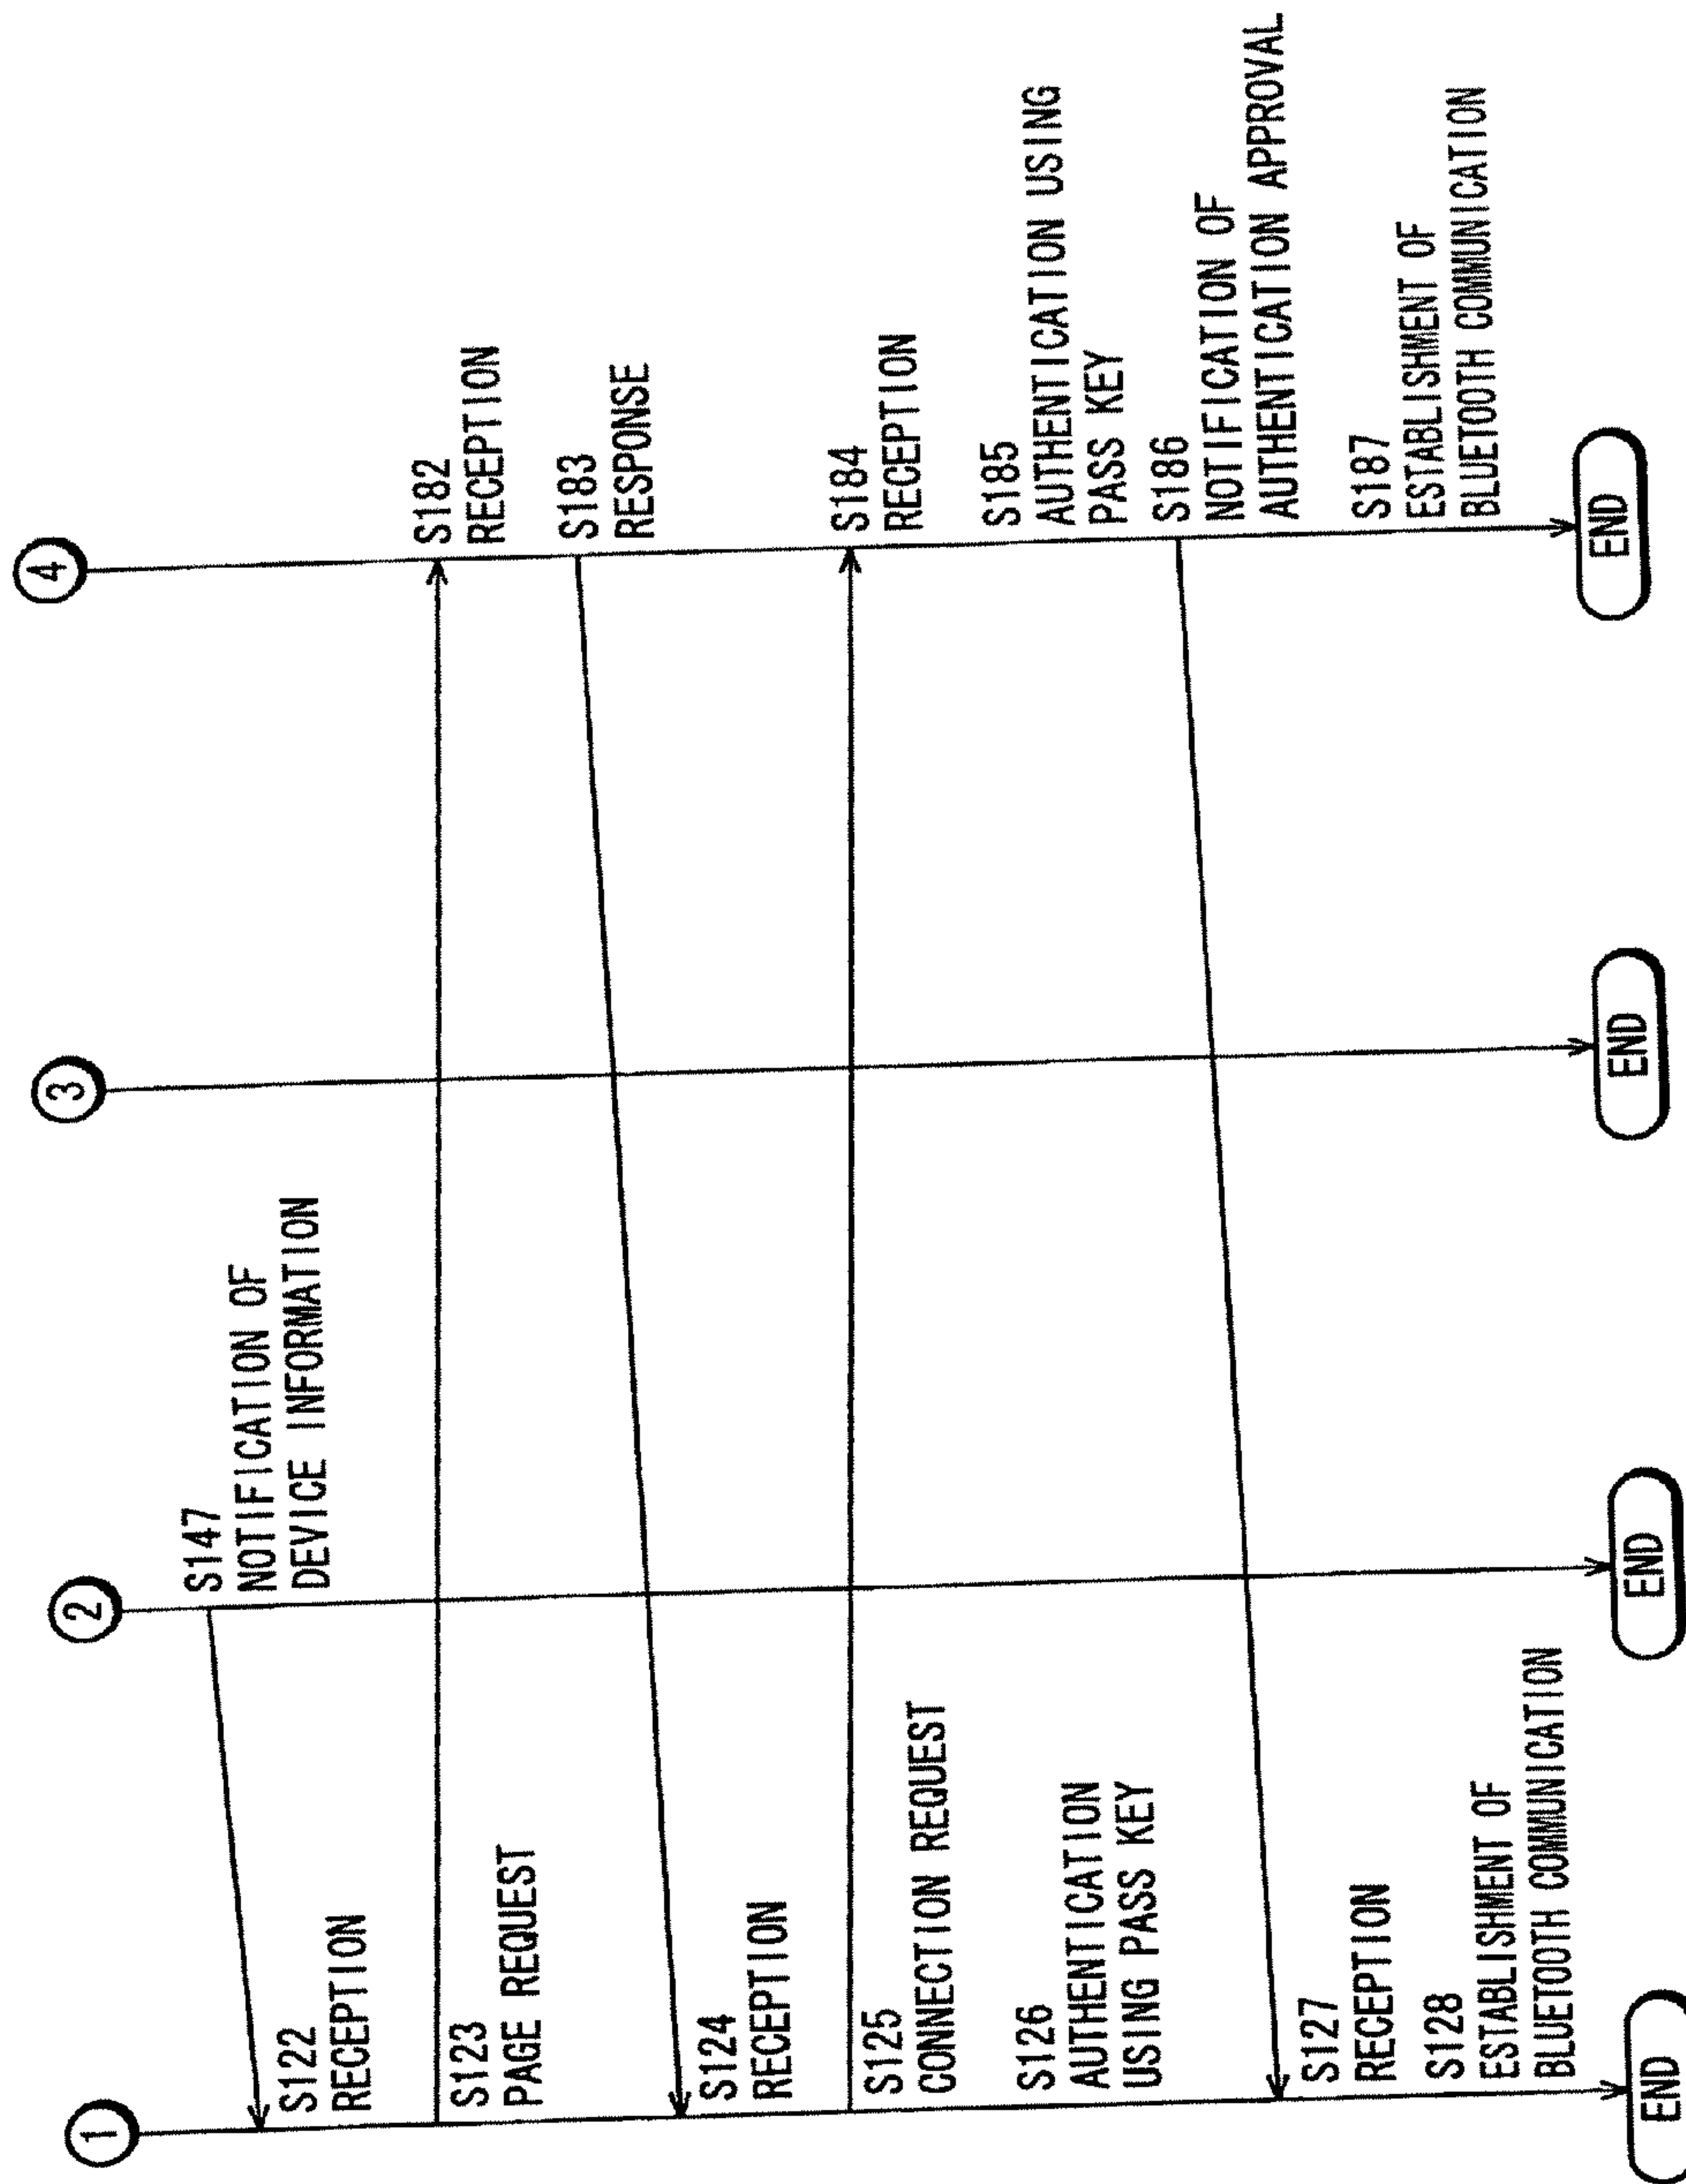 1
2
3
4
S147
NOTIFICATION OF
DEVICE INFORMATION
S122
RECEPTION
S123
PAGE REQUEST
S182
RECEPTION
S183
RESPONSE
S124
RECEPTION
S125
CONNECTION REQUEST
S184
RECEPTION
S126
AUTHENTICATION
USING PASS KEY
S185
AUTHENTICATION USING
PASS KEY
S186
NOTIFICATION OF
AUTHENTICATION APPROVAL
S127
RECEPTION
S128
ESTABLISHMENT OF
BLUETOOTH COMMUNICATION
S187
ESTABLISHMENT OF
BLUETOOTH COMMUNICATION
END
END
END
END